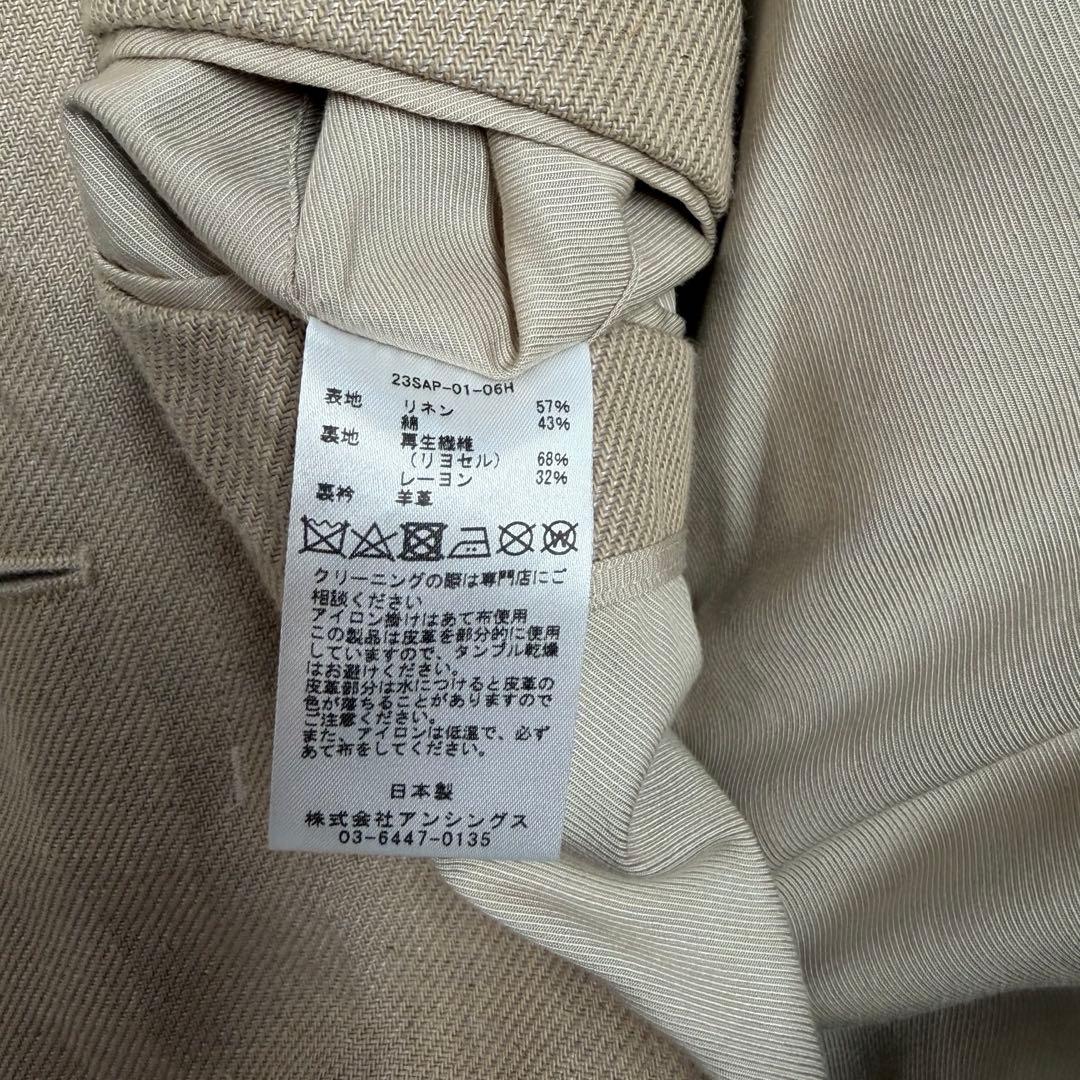 23SAP-01-06H
表地 リネン 57%
綿 43%
裏地 再生繊維
(リヨセル) 68%
レーヨン 32%
裏衿 羊革
クリーニングの際は専門店にご
相談ください
アイロン掛けはあて布使用
この製品は皮革を部分的に使用
していますので、タンブル乾燥
はお避けください。
皮革部分は水につけると皮革の
色が落ちることがありますので
ご注意ください。
また、アイロンは低温で、必ず
あて布をしてください。
日本製
株式会社アンシングス
03-6447-0135